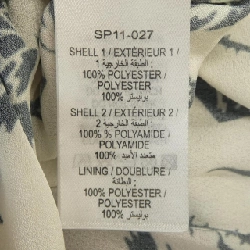 SP11-027
SHELL 1 / EXTÉRIEUR 1 /
الطبقة الخارجية 1
100% POLYESTER /
POLYESTER
بوليستر %100
SHELL 2 / EXTÉRIEUR 2 /
الطبقة الخارجية 2
100 % POLYAMIDE /
POLYAMIDE
متعدد الأميد %100
LINING / DOUBLURE /
البطانة :
100% POLYESTER /
POLYESTER
بوليستر %100